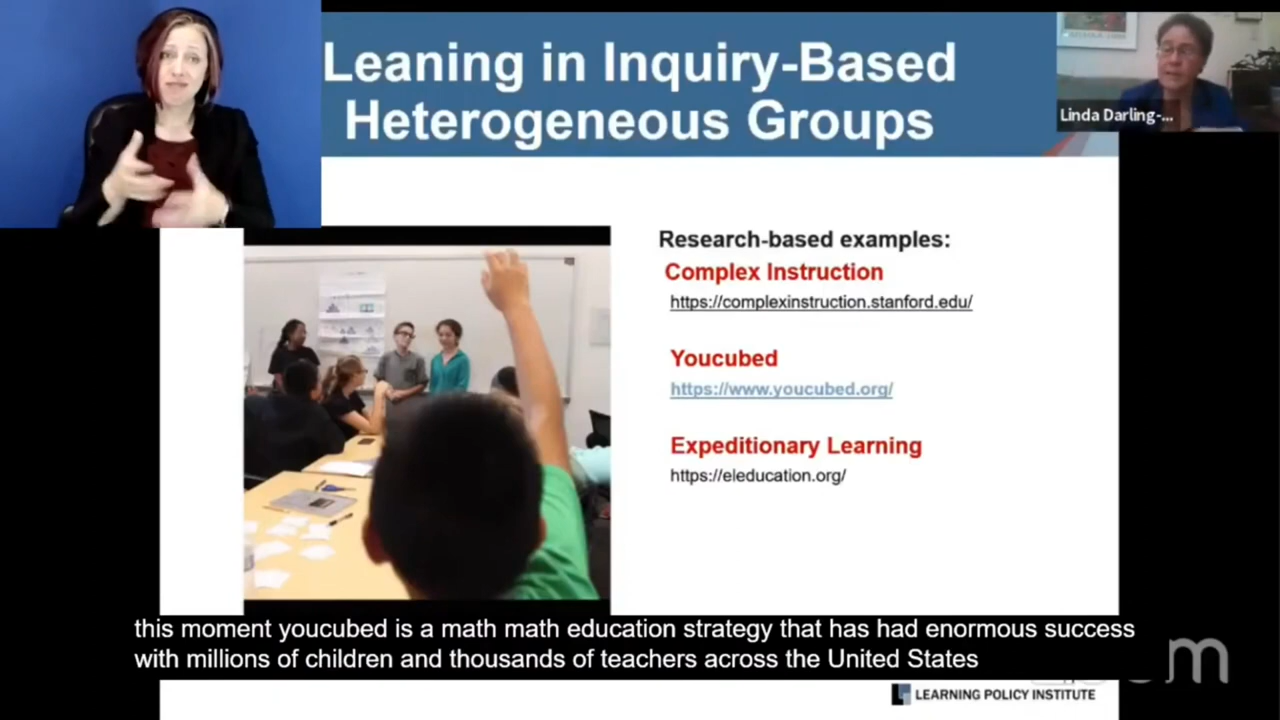 Leaning in Inquiry-Based
Heterogeneous Groups
Linda Darling-...
Research-based examples:
Complex Instruction
https://complexinstruction.stanford.edu/
Youcubed
https://www.youcubed.org/
Expeditionary Learning
https://eleducation.org/
this moment youcubed is a math math education strategy that has had enormous success
with millions of children and thousands of teachers across the United States
LEARNING POLICY INSTITUTE